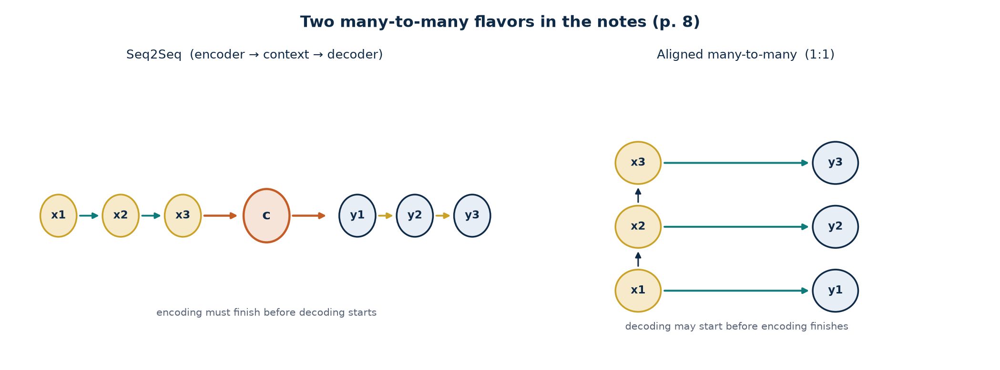 Two many-to-many flavors in the notes (p. 8)
Seq2Seq (encoder → context → decoder)
x1 x2 x3 c y1 y2 y3
encoding must finish before decoding starts
Aligned many-to-many (1:1)
x3 y3
x2 y2
x1 y1
decoding may start before encoding finishes